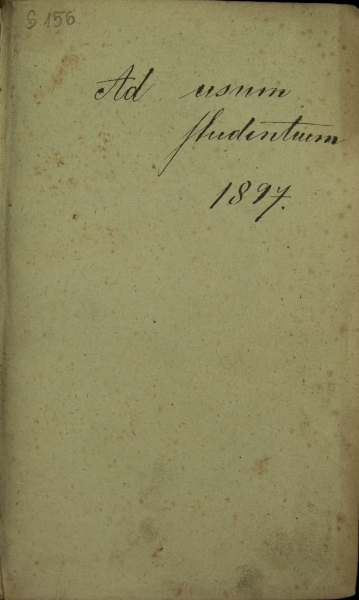 S 156
Ad usum
studentium
1897.